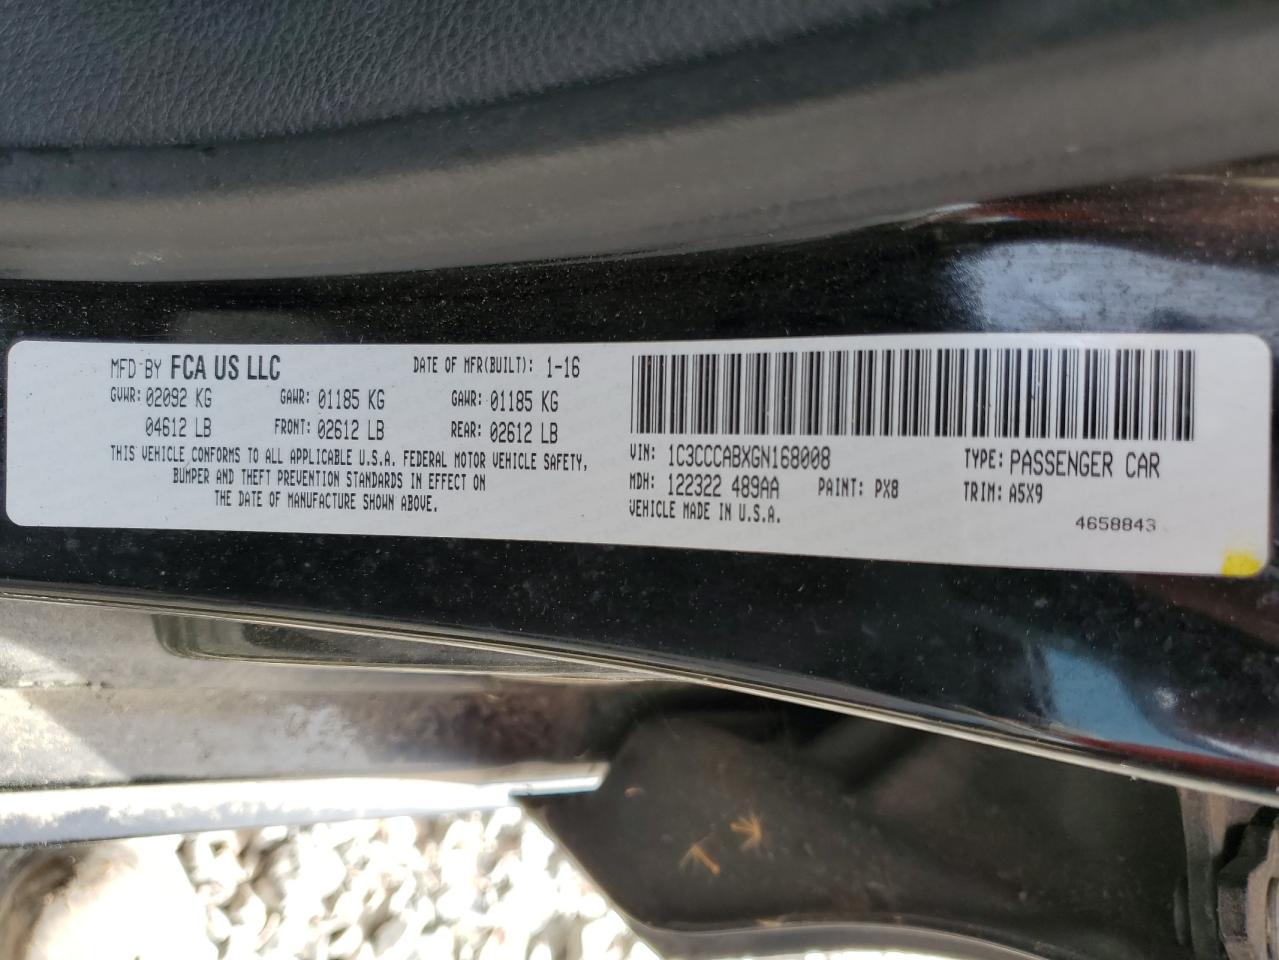 MFD BY FCA US LLC DATE OF MFR(BUILT): 1-16
GVWR: 02092 KG GAWR: 01185 KG GAWR: 01185 KG
04612 LB FRONT: 02612 LB REAR: 02612 LB
THIS VEHICLE CONFORMS TO ALL APPLICABLE U.S.A. FEDERAL MOTOR VEHICLE SAFETY,
BUMPER AND THEFT PREVENTION STANDARDS IN EFFECT ON
THE DATE OF MANUFACTURE SHOWN ABOVE.
VIN: 1C3CCCABXGN168008 TYPE: PASSENGER CAR
MDH: 122322 489AA PAINT: PX8 TRIM: A5X9
VEHICLE MADE IN U.S.A.
4658843